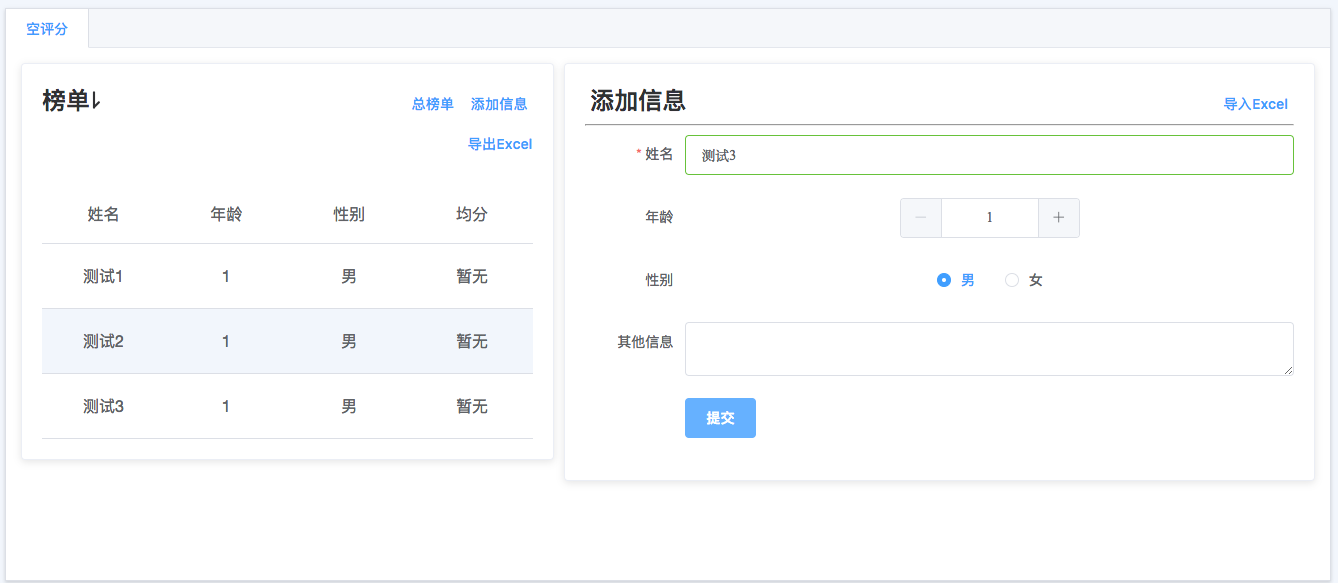 空评分
榜单
总榜单 添加信息
导出Excel
姓名 年龄 性别 均分
测试1 1 男 暂无
测试2 1 男 暂无
测试3 1 男 暂无
添加信息
导入Excel
* 姓名 测试3
年龄 1
性别 男 女
其他信息
提交